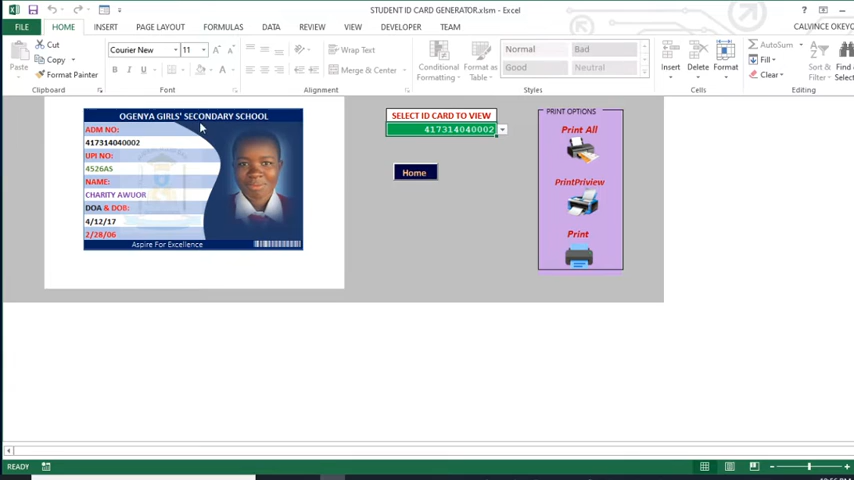 STUDENT ID CARD GENERATOR.xlsm - Excel
FILE HOME INSERT PAGE LAYOUT FORMULAS DATA REVIEW VIEW DEVELOPER TEAM CALVINCE OKEYO
Paste
Cut
Copy
Format Painter
Clipboard
Courier New 11
B I U
Font
Wrap Text
Merge & Center
Alignment
Conditional Formatting
Format as Table
Normal Bad
Good Neutral
Styles
Insert Delete Format
Cells
AutoSum
Fill
Clear
Sort & Filter
Editing
OGENYA GIRLS' SECONDARY SCHOOL
ADM NO:
417314040002
UPI NO:
4526AS
NAME:
CHARITY AWUOR
DOA & DOB:
4/12/17
2/28/06
Aspire For Excellence
SELECT ID CARD TO VIEW
417314040002
Home
PRINT OPTIONS
Print All
PrintPriview
Print
READY